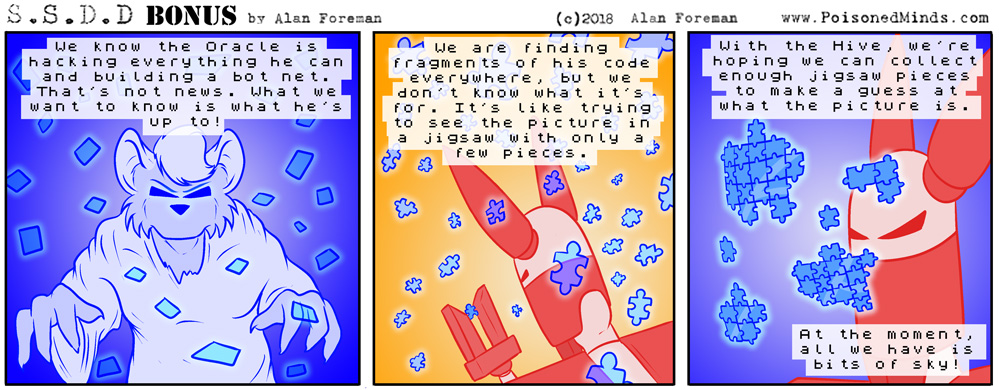 S.S.D.D BONUS by Alan Foreman (c)2018 Alan Foreman www.PoisonedMinds.com
We know the Oracle is
hacking everything he can
and building a bot net.
That's not news. What we
want to know is what he's
up to!
We are finding
fragments of his code
everywhere, but we
don't know what it's
for. It's like trying
to see the picture in
a jigsaw with only a
few pieces.
With the Hive, we're
hoping we can collect
enough jigsaw pieces
to make a guess at
what the picture is.
At the moment,
all we have is
bits of sky!